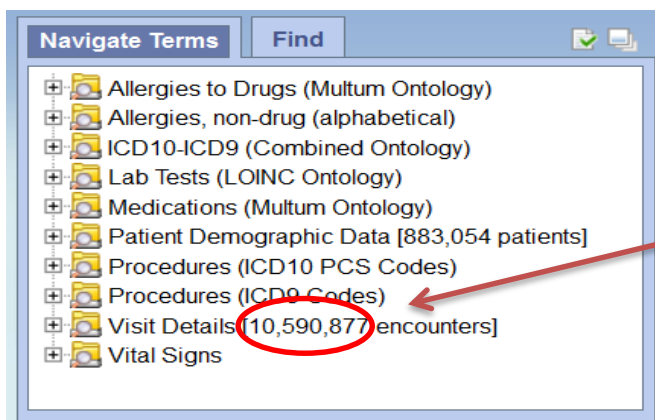 Navigate Terms Find
Allergies to Drugs (Multum Ontology)
Allergies, non-drug (alphabetical)
ICD10-ICD9 (Combined Ontology)
Lab Tests (LOINC Ontology)
Medications (Multum Ontology)
Patient Demographic Data [883,054 patients]
Procedures (ICD10 PCS Codes)
Procedures (ICD9 Codes)
Visit Details [10,590,877 encounters]
Vital Signs